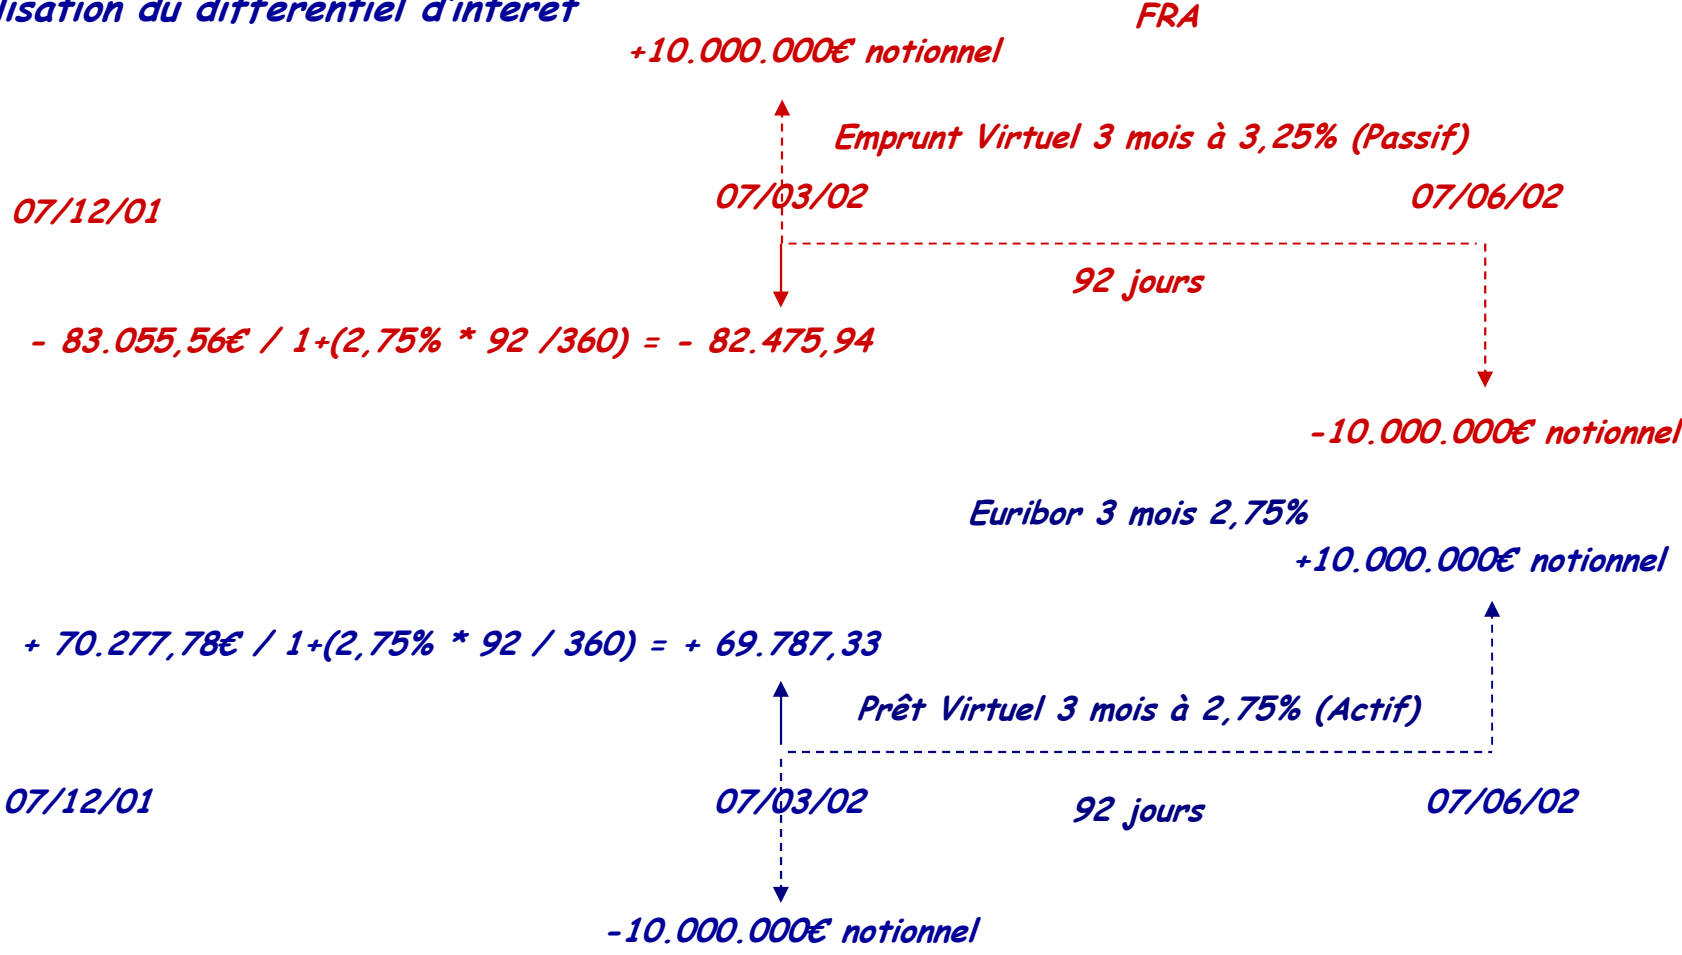 lisation du différentiel d'intérêt
FRA
+10.000.000€ notionnel
Emprunt Virtuel 3 mois à 3,25% (Passif)
07/12/01
07/03/02
07/06/02
92 jours
- 83.055,56€ / 1+(2,75% * 92 /360) = - 82.475,94
-10.000.000€ notionnel
Euribor 3 mois 2,75%
+10.000.000€ notionnel
+ 70.277,78€ / 1+(2,75% * 92 / 360) = + 69.787,33
Prêt Virtuel 3 mois à 2,75% (Actif)
07/12/01
07/03/02
92 jours
07/06/02
-10.000.000€ notionnel